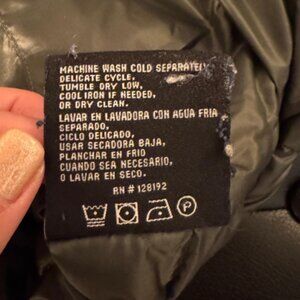 MACHINE WASH COLD SEPARATELY
DELICATE CYCLE,
TUMBLE DRY LOW,
COOL IRON IF NEEDED,
OR DRY CLEAN.
LAVAR EN LAVADORA CON AGUA FRIA
SEPARADO,
CICLO DELICADO,
USAR SECADORA BAJA,
PLANCHAR EN FRIO
CUANDO SEA NECESARIO,
O LAVAR EN SECO.
RN # 128192
P